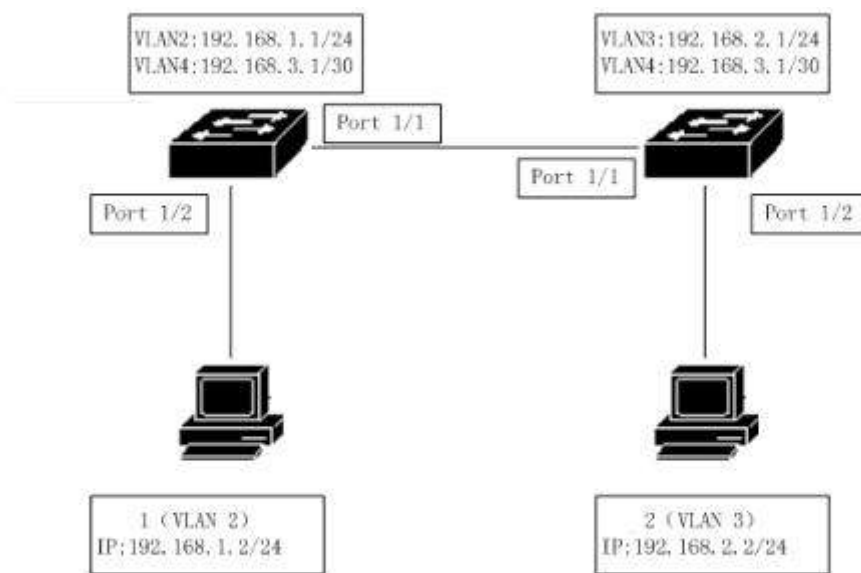 VLAN2:192.168.1.1/24
VLAN4:192.168.3.1/30
VLAN3:192.168.2.1/24
VLAN4:192.168.3.1/30
Port 1/1
Port 1/1
Port 1/2
Port 1/2
1（VLAN 2）
IP:192.168.1.2/24
2（VLAN 3）
IP:192.168.2.2/24